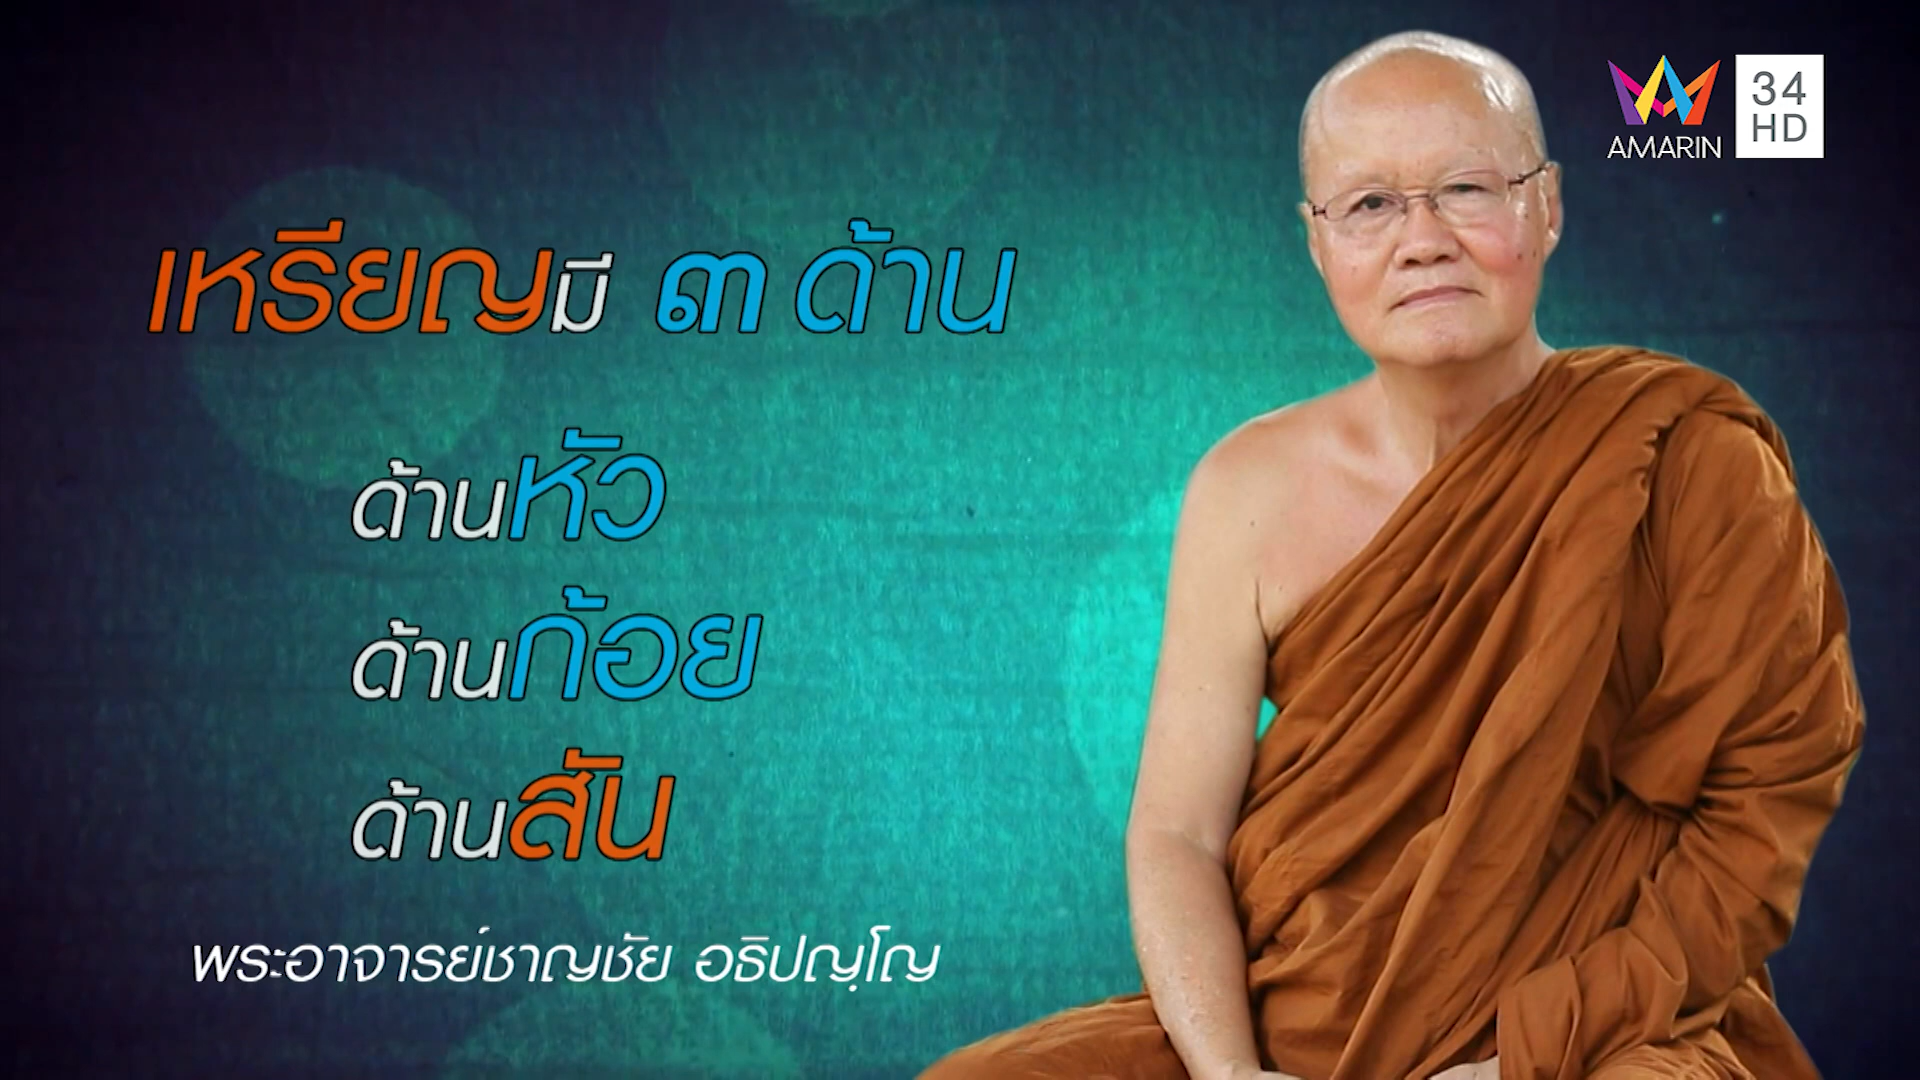 เหรียญมี ๓ ด้าน
ด้านหัว
ด้านก้อย
ด้านสัน
พระอาจารย์ชาญชัย อธิปญฺโญ
AMARIN
34
HD